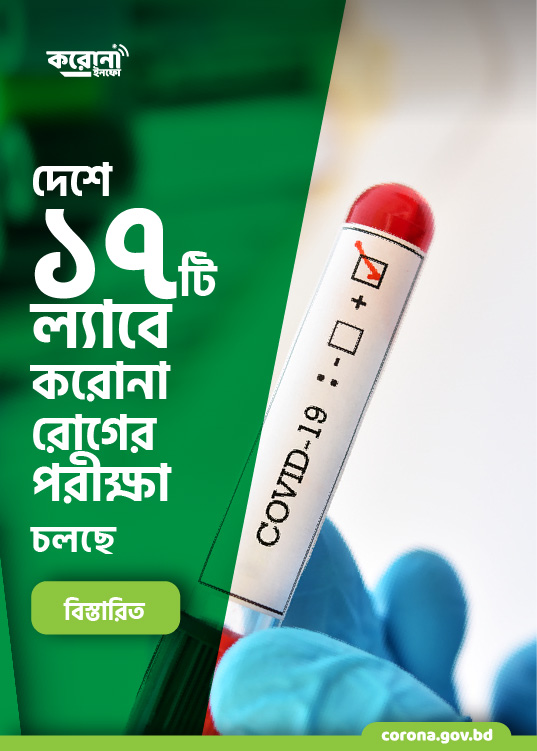 করোনা
ইনফো
দেশে
১৭টি
ল্যাবে
করোনা
রোগের
পরীক্ষা
চলছে
বিস্তারিত
COVID-19 : - +
corona.gov.bd